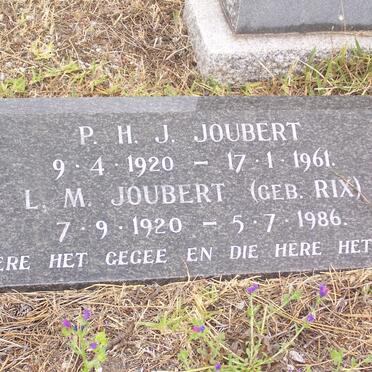 P. H. J. JOUBERT
9·4·1920 – 17·1·1961.
L. M. JOUBERT (GEB. RIX)
7·9·1920 – 5·7·1986.
ERE HET GEGEE EN DIE HERE HET